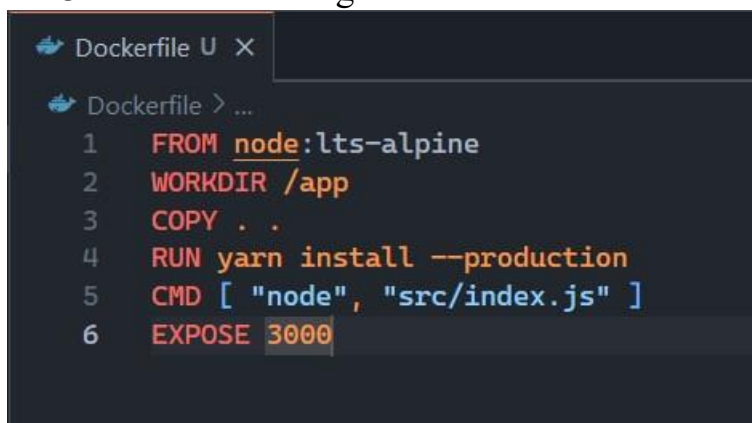 Dockerfile U ×
Dockerfile > ...
1 FROM node:lts-alpine
2 WORKDIR /app
3 COPY . .
4 RUN yarn install --production
5 CMD [ "node", "src/index.js" ]
6 EXPOSE 3000